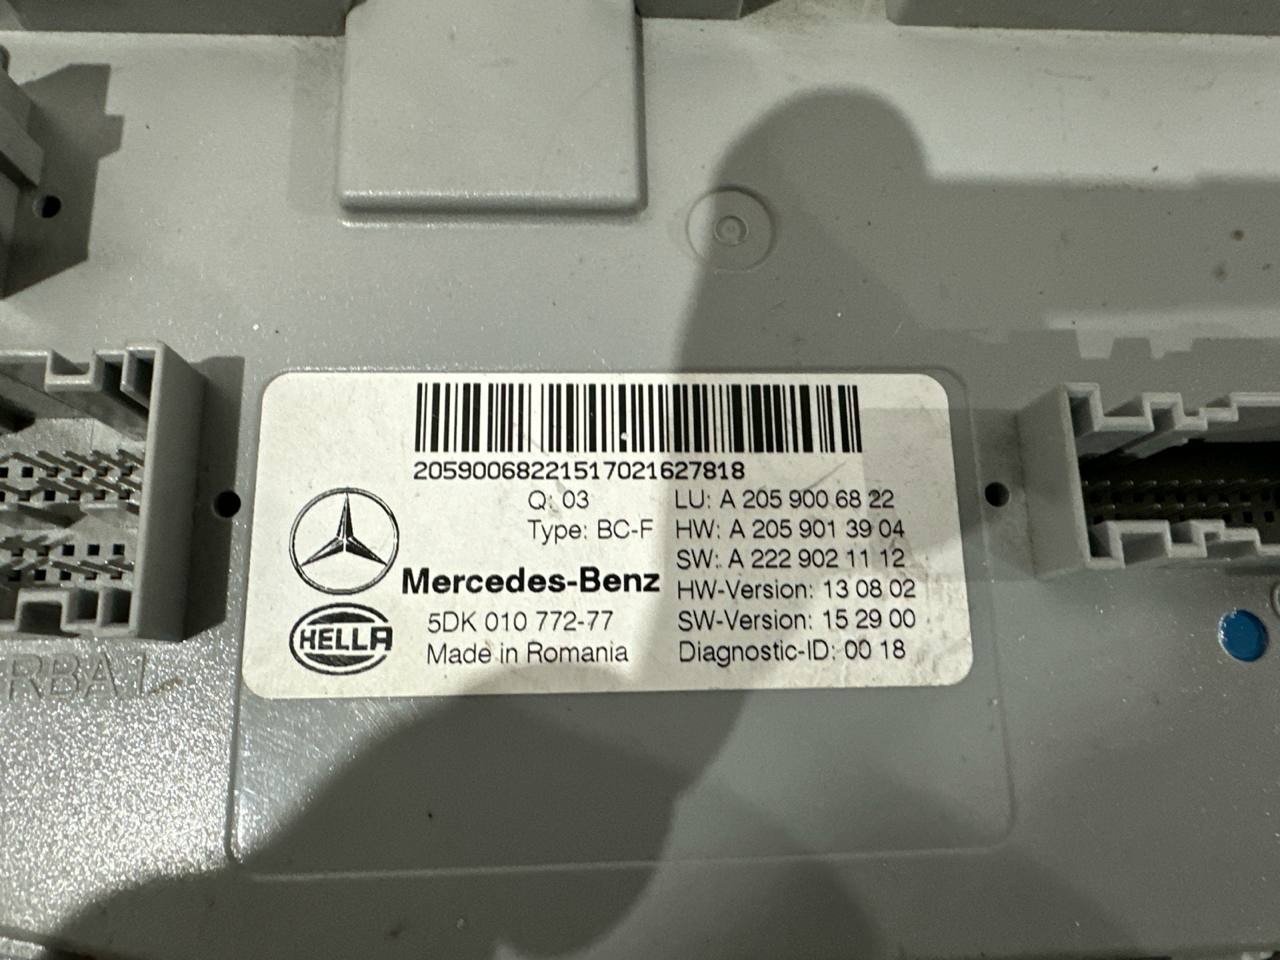 20590068221517021627818
Q: 03
LU: A 205 900 68 22
Type: BC-F
HW: A 205 901 39 04
SW: A 222 902 11 12
Mercedes-Benz
HW-Version: 13 08 02
HELLA
5DK 010 772-77
SW-Version: 15 29 00
Made in Romania
Diagnostic-ID: 00 18
RBA1